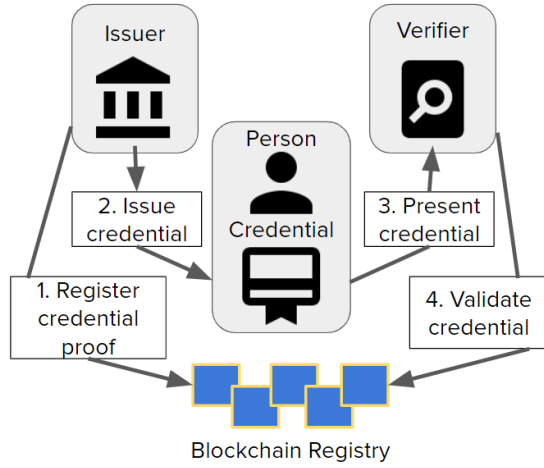 Issuer
Verifier
Person
Credential
2. Issue
credential
3. Present
credential
1. Register
credential
proof
4. Validate
credential
Blockchain Registry